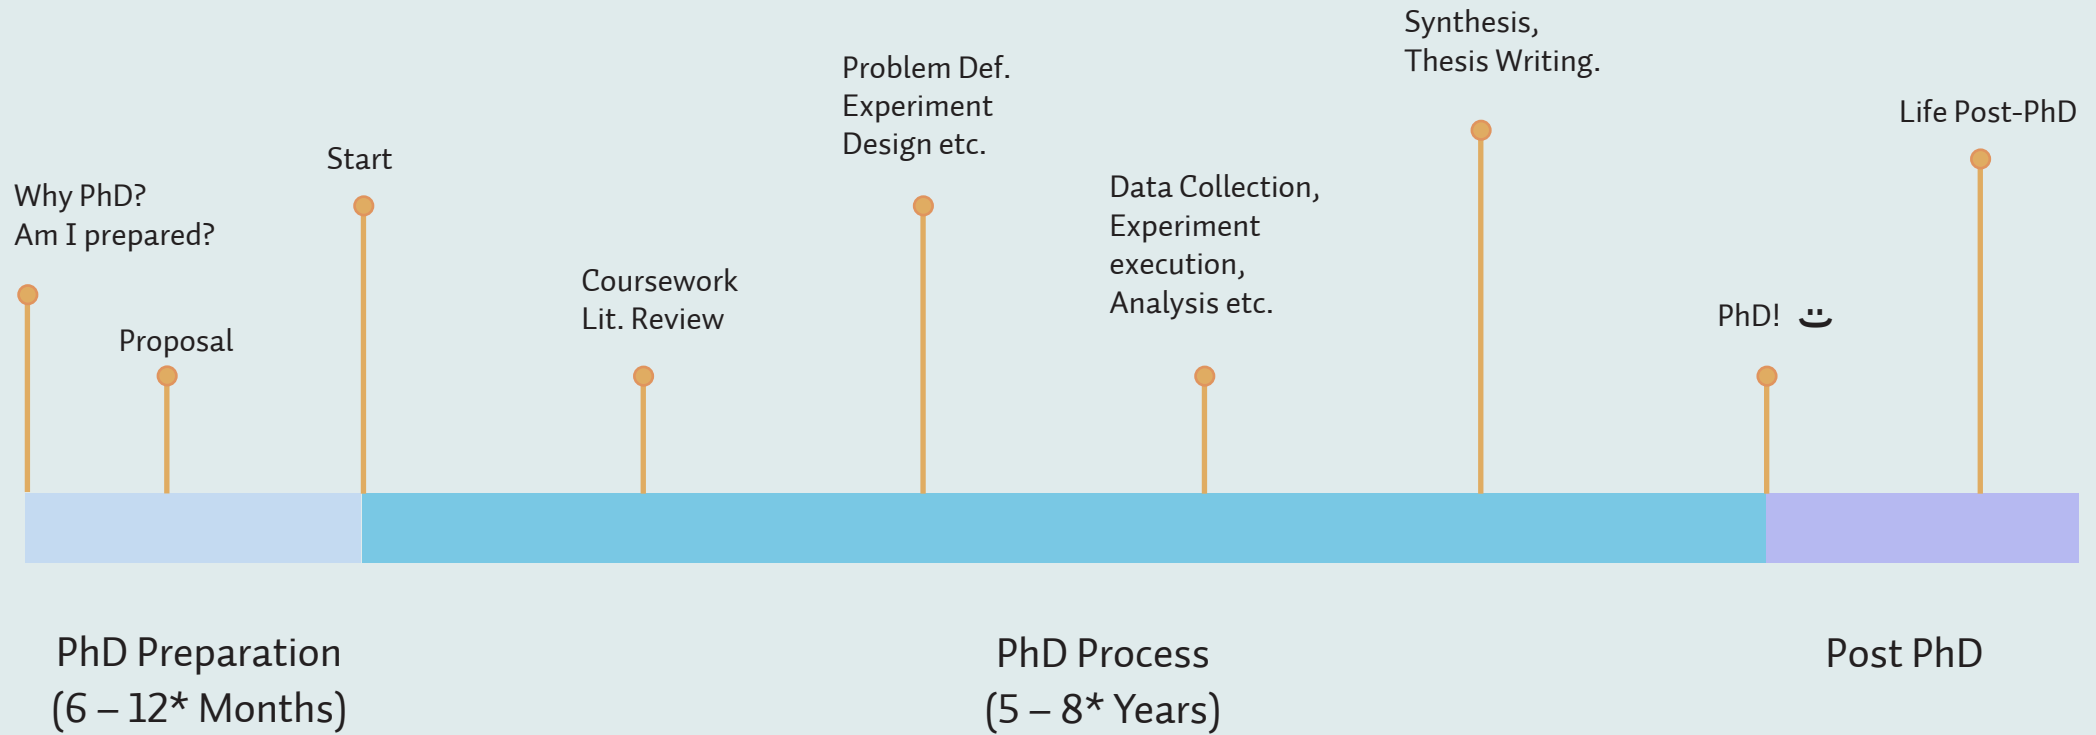 Why PhD?
Am I prepared?
Proposal
Start
Coursework
Lit. Review
Problem Def.
Experiment
Design etc.
Data Collection,
Experiment
execution,
Analysis etc.
Synthesis,
Thesis Writing.
PhD!
Life Post-PhD
PhD Preparation
(6 – 12* Months)
PhD Process
(5 – 8* Years)
Post PhD